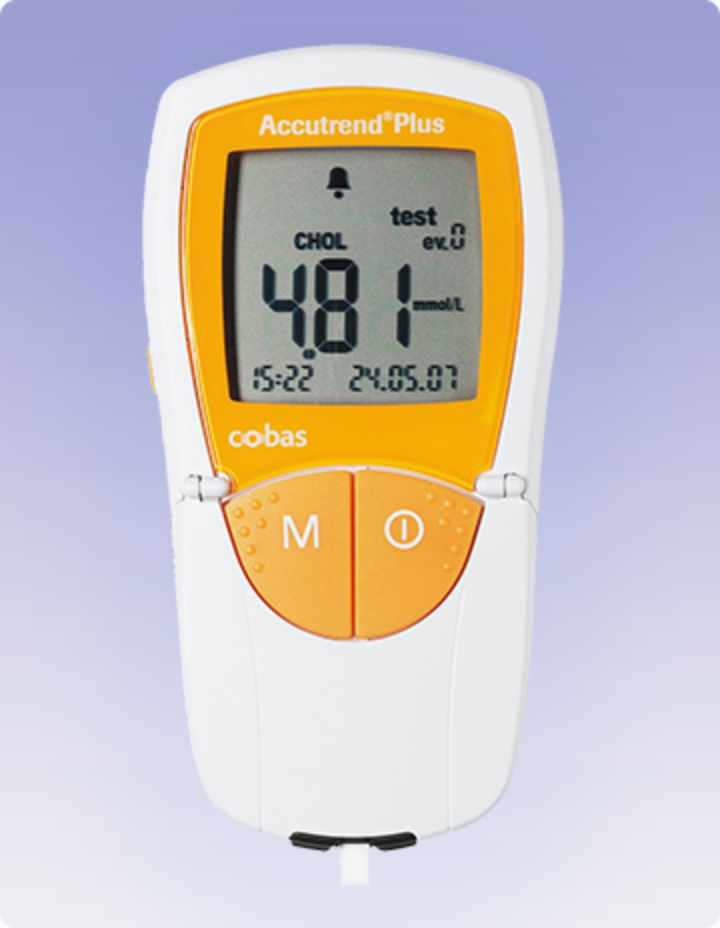 Accutrend®Plus
test
CHOL ev.0
4.81 mmol/L
15:22 24.05.07
cobas
M